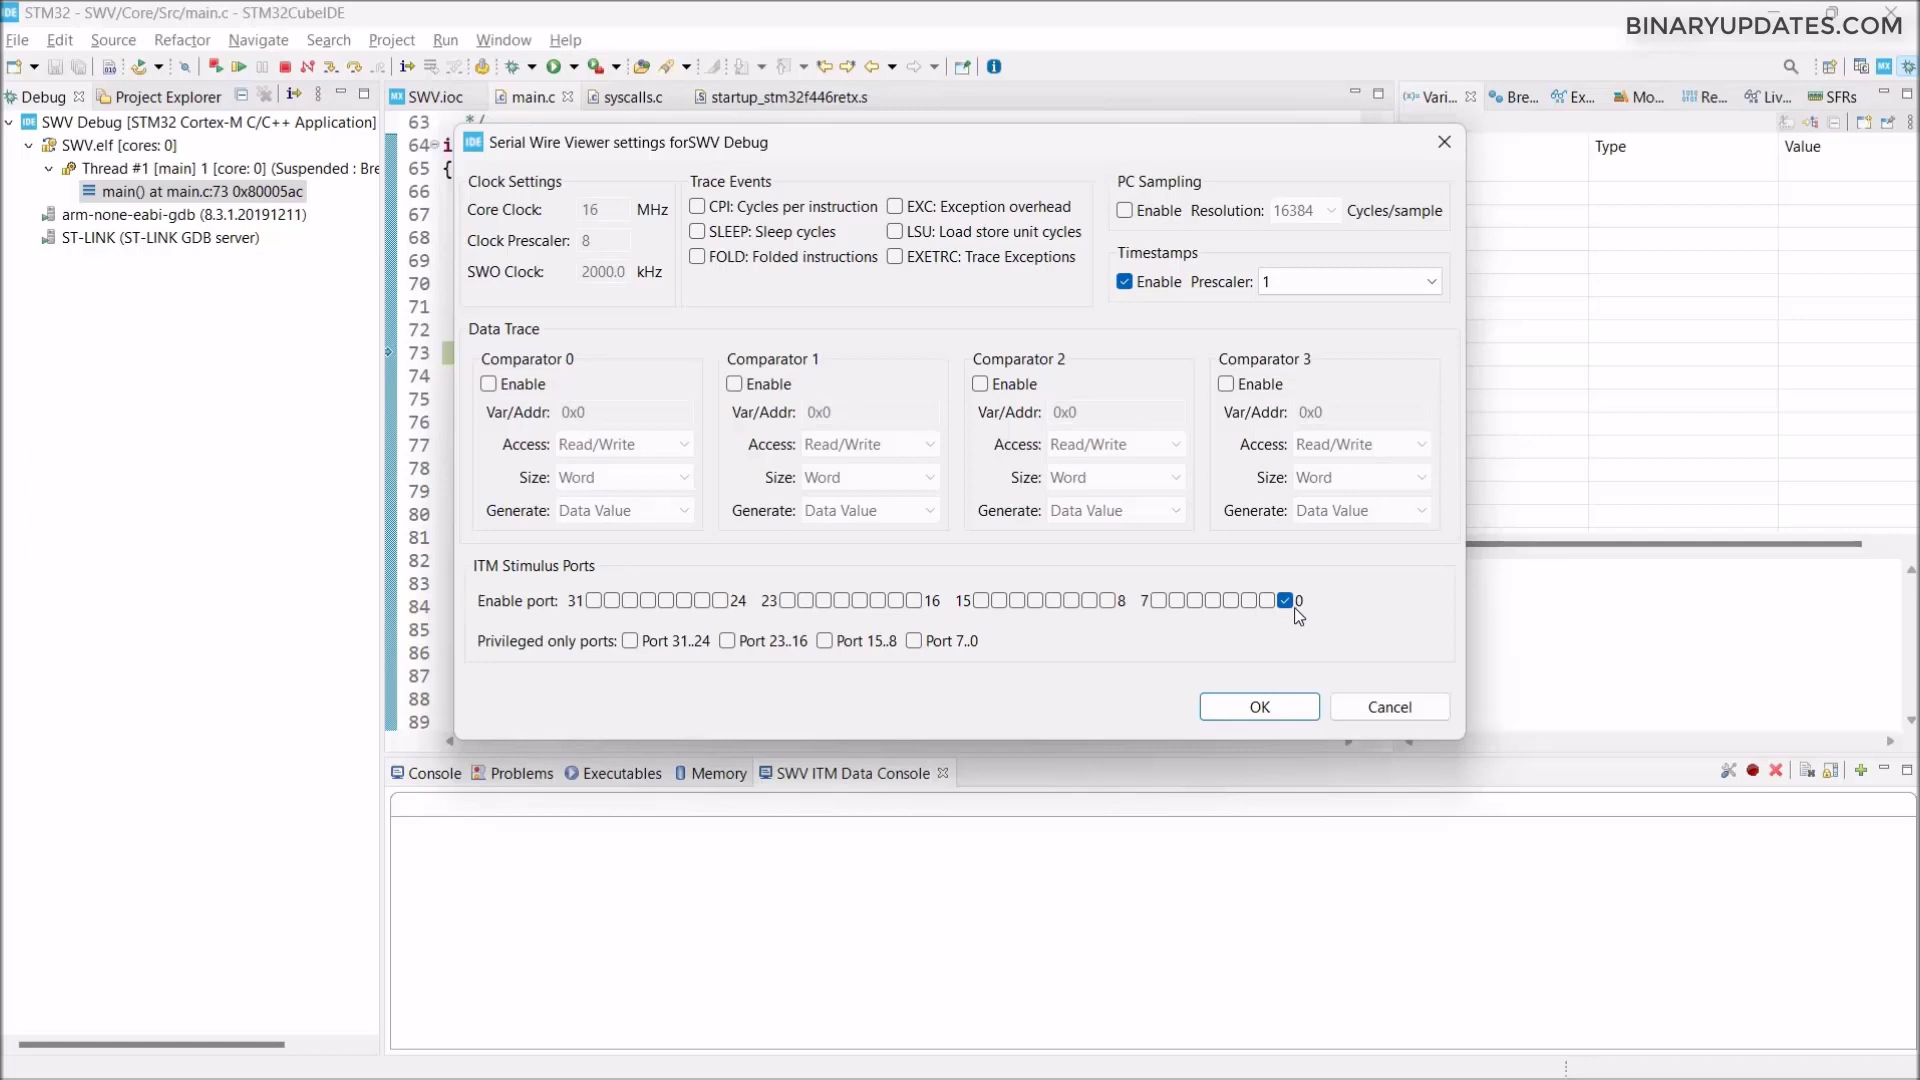 IDE STM32 - SWV/Core/Src/main.c - STM32CubeIDE
BINARYUPDATES.COM
File Edit Source Refactor Navigate Search Project Run Window Help
Debug Project Explorer
SWV Debug [STM32 Cortex-M C/C++ Application]
SWV.elf [cores: 0]
Thread #1 [main] 1 [core: 0] (Suspended : Bre
main() at main.c:73 0x80005ac
arm-none-eabi-gdb (8.3.1.20191211)
ST-LINK (ST-LINK GDB server)
MX SWV.ioc main.c syscalls.c startup_stm32f446retx.s
(x)= Vari... Bre... Ex... Mo... Re... Liv... SFRs
Type Value
63 */
64 i
65 {
66
67
68
69
70
71
72
73
74
75
76
77
78
79
80
81
82
83
84
85
86
87
88
89
IDE Serial Wire Viewer settings forSWV Debug
Clock Settings
Core Clock: 16 MHz
Clock Prescaler: 8
SWO Clock: 2000.0 kHz
Trace Events
CPI: Cycles per instruction EXC: Exception overhead
SLEEP: Sleep cycles LSU: Load store unit cycles
FOLD: Folded instructions EXETRC: Trace Exceptions
PC Sampling
Enable Resolution: 16384 Cycles/sample
Timestamps
Enable Prescaler: 1
Data Trace
Comparator 0
Enable
Var/Addr: 0x0
Access: Read/Write
Size: Word
Generate: Data Value
Comparator 1
Enable
Var/Addr: 0x0
Access: Read/Write
Size: Word
Generate: Data Value
Comparator 2
Enable
Var/Addr: 0x0
Access: Read/Write
Size: Word
Generate: Data Value
Comparator 3
Enable
Var/Addr: 0x0
Access: Read/Write
Size: Word
Generate: Data Value
ITM Stimulus Ports
Enable port: 31 24 23 16 15 8 7 0
Privileged only ports: Port 31..24 Port 23..16 Port 15..8 Port 7..0
OK Cancel
Console Problems Executables Memory SWV ITM Data Console